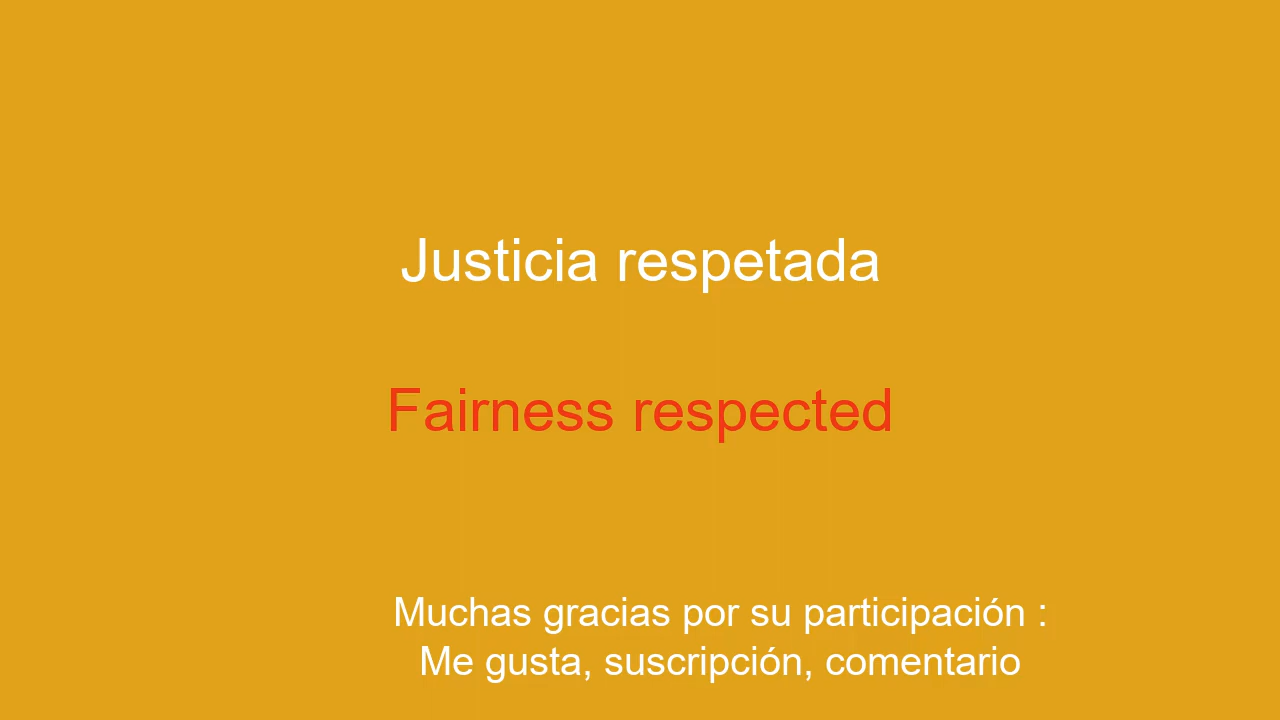 Justicia respetada
Fairness respected
Muchas gracias por su participación :
Me gusta, suscripción, comentario